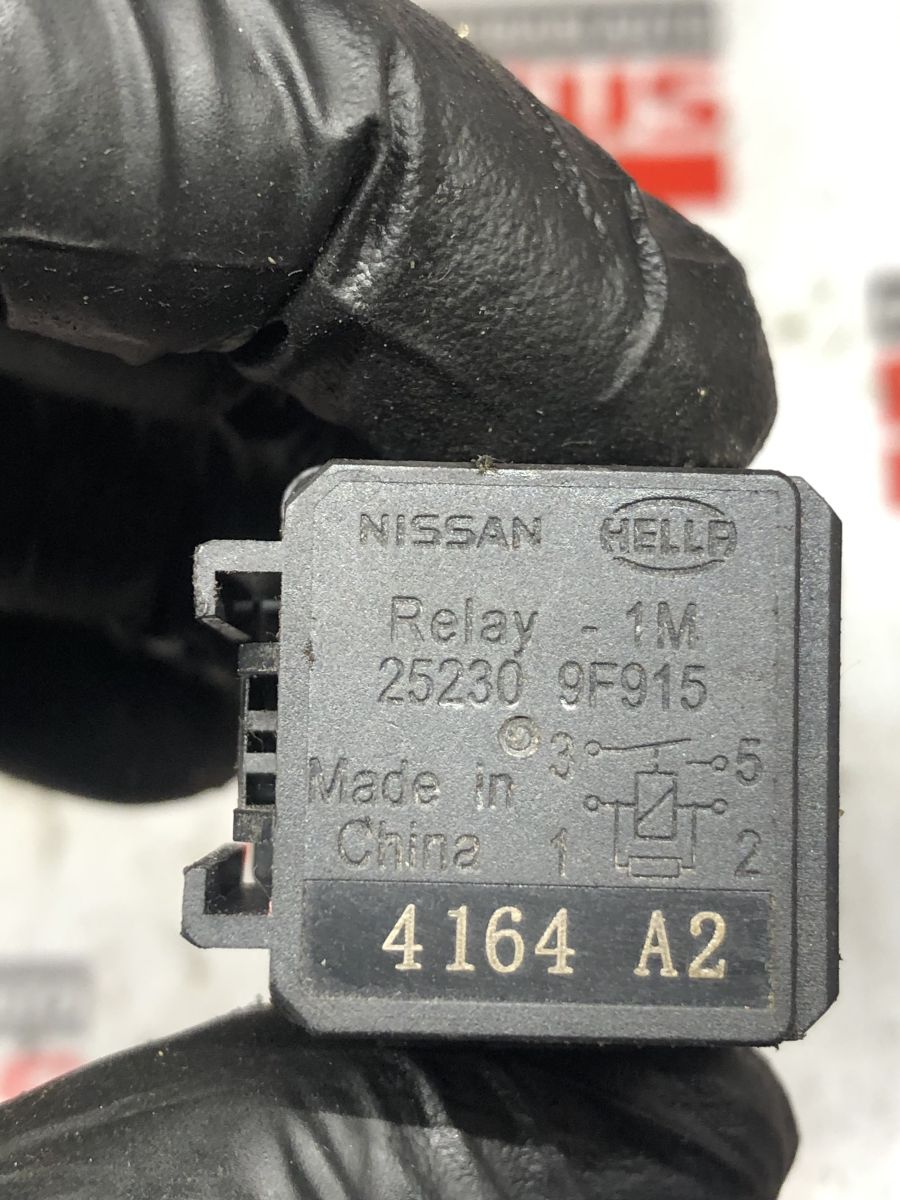 NISSAN HELLA
Relay - 1M
25230 9F915
3 5
Made in
China 1 2
4164 A2